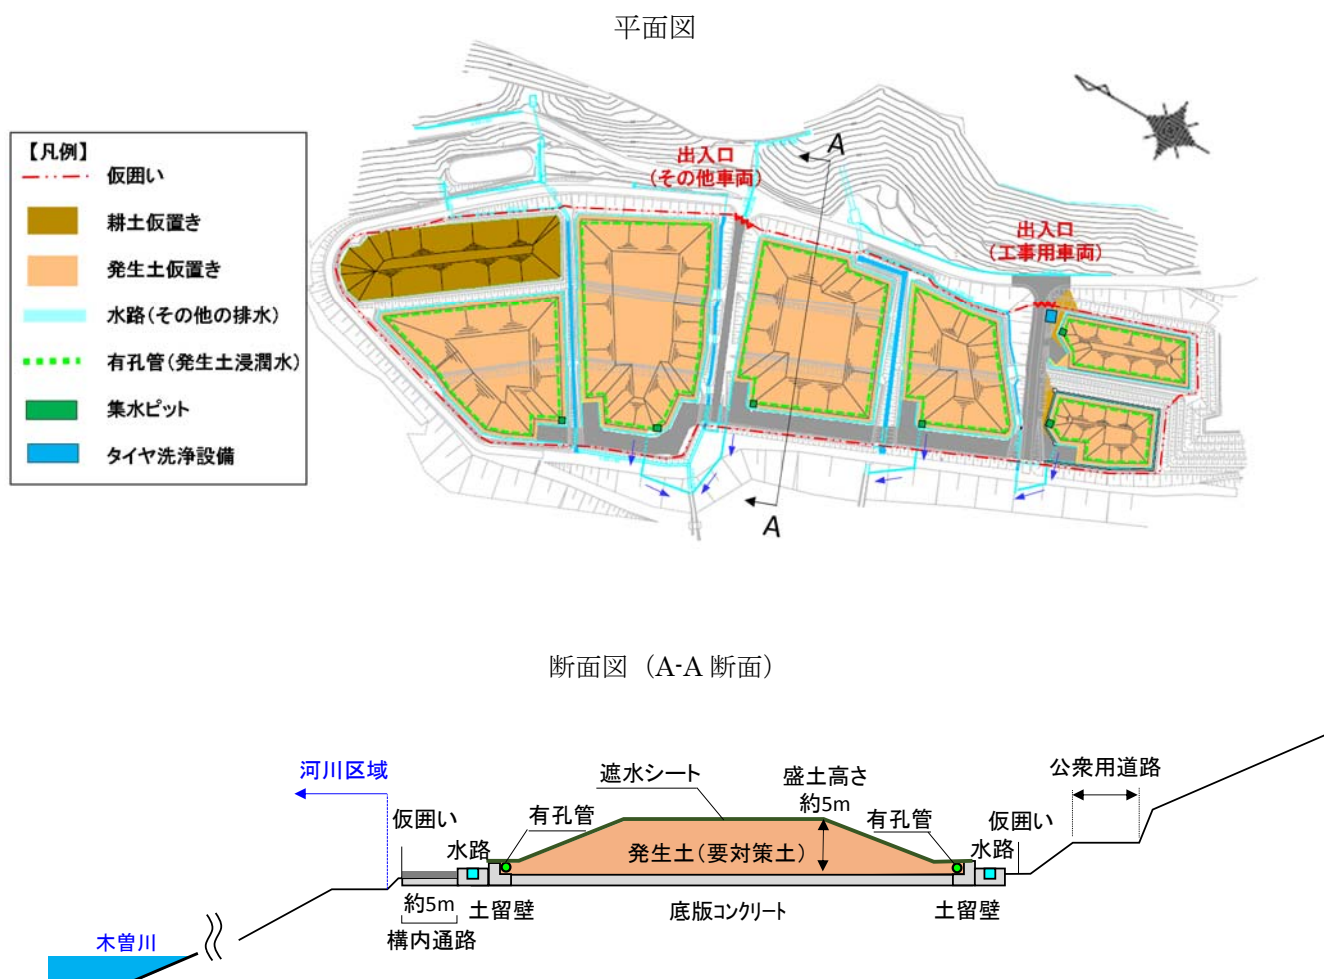 平面図
【凡例】
仮囲い
耕土仮置き
発生土仮置き
水路(その他の排水)
有孔管(発生土浸潤水)
集水ピット
タイヤ洗浄設備
出入口
(その他車両)
A
出入口
(工事用車両)
A
断面図（A-A 断面）
河川区域
遮水シート
盛土高さ
約5m
公衆用道路
仮囲い
有孔管
有孔管
仮囲い
水路
発生土(要対策土)
水路
約5m
土留壁
底版コンクリート
土留壁
構内通路
木曽川